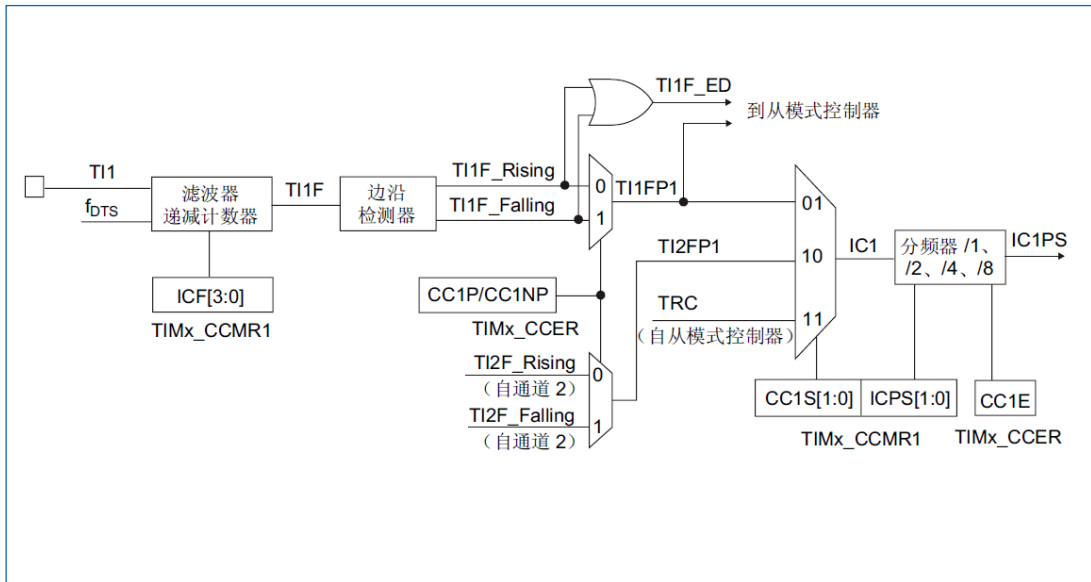 TI1F_ED
到从模式控制器
TI1
fDTS
滤波器
递减计数器
TI1F
边沿
检测器
TI1F_Rising
TI1F_Falling
0
1
TI1FP1
01
10
11
TI2FP1
TRC
（自从模式控制器）
IC1
分频器 /1、
/2、/4、/8
IC1PS
ICF[3:0]
TIMx_CCMR1
CC1P/CC1NP
TIMx_CCER
TI2F_Rising
（自通道 2）
TI2F_Falling
（自通道 2）
0
1
CC1S[1:0]
ICPS[1:0]
TIMx_CCMR1
CC1E
TIMx_CCER